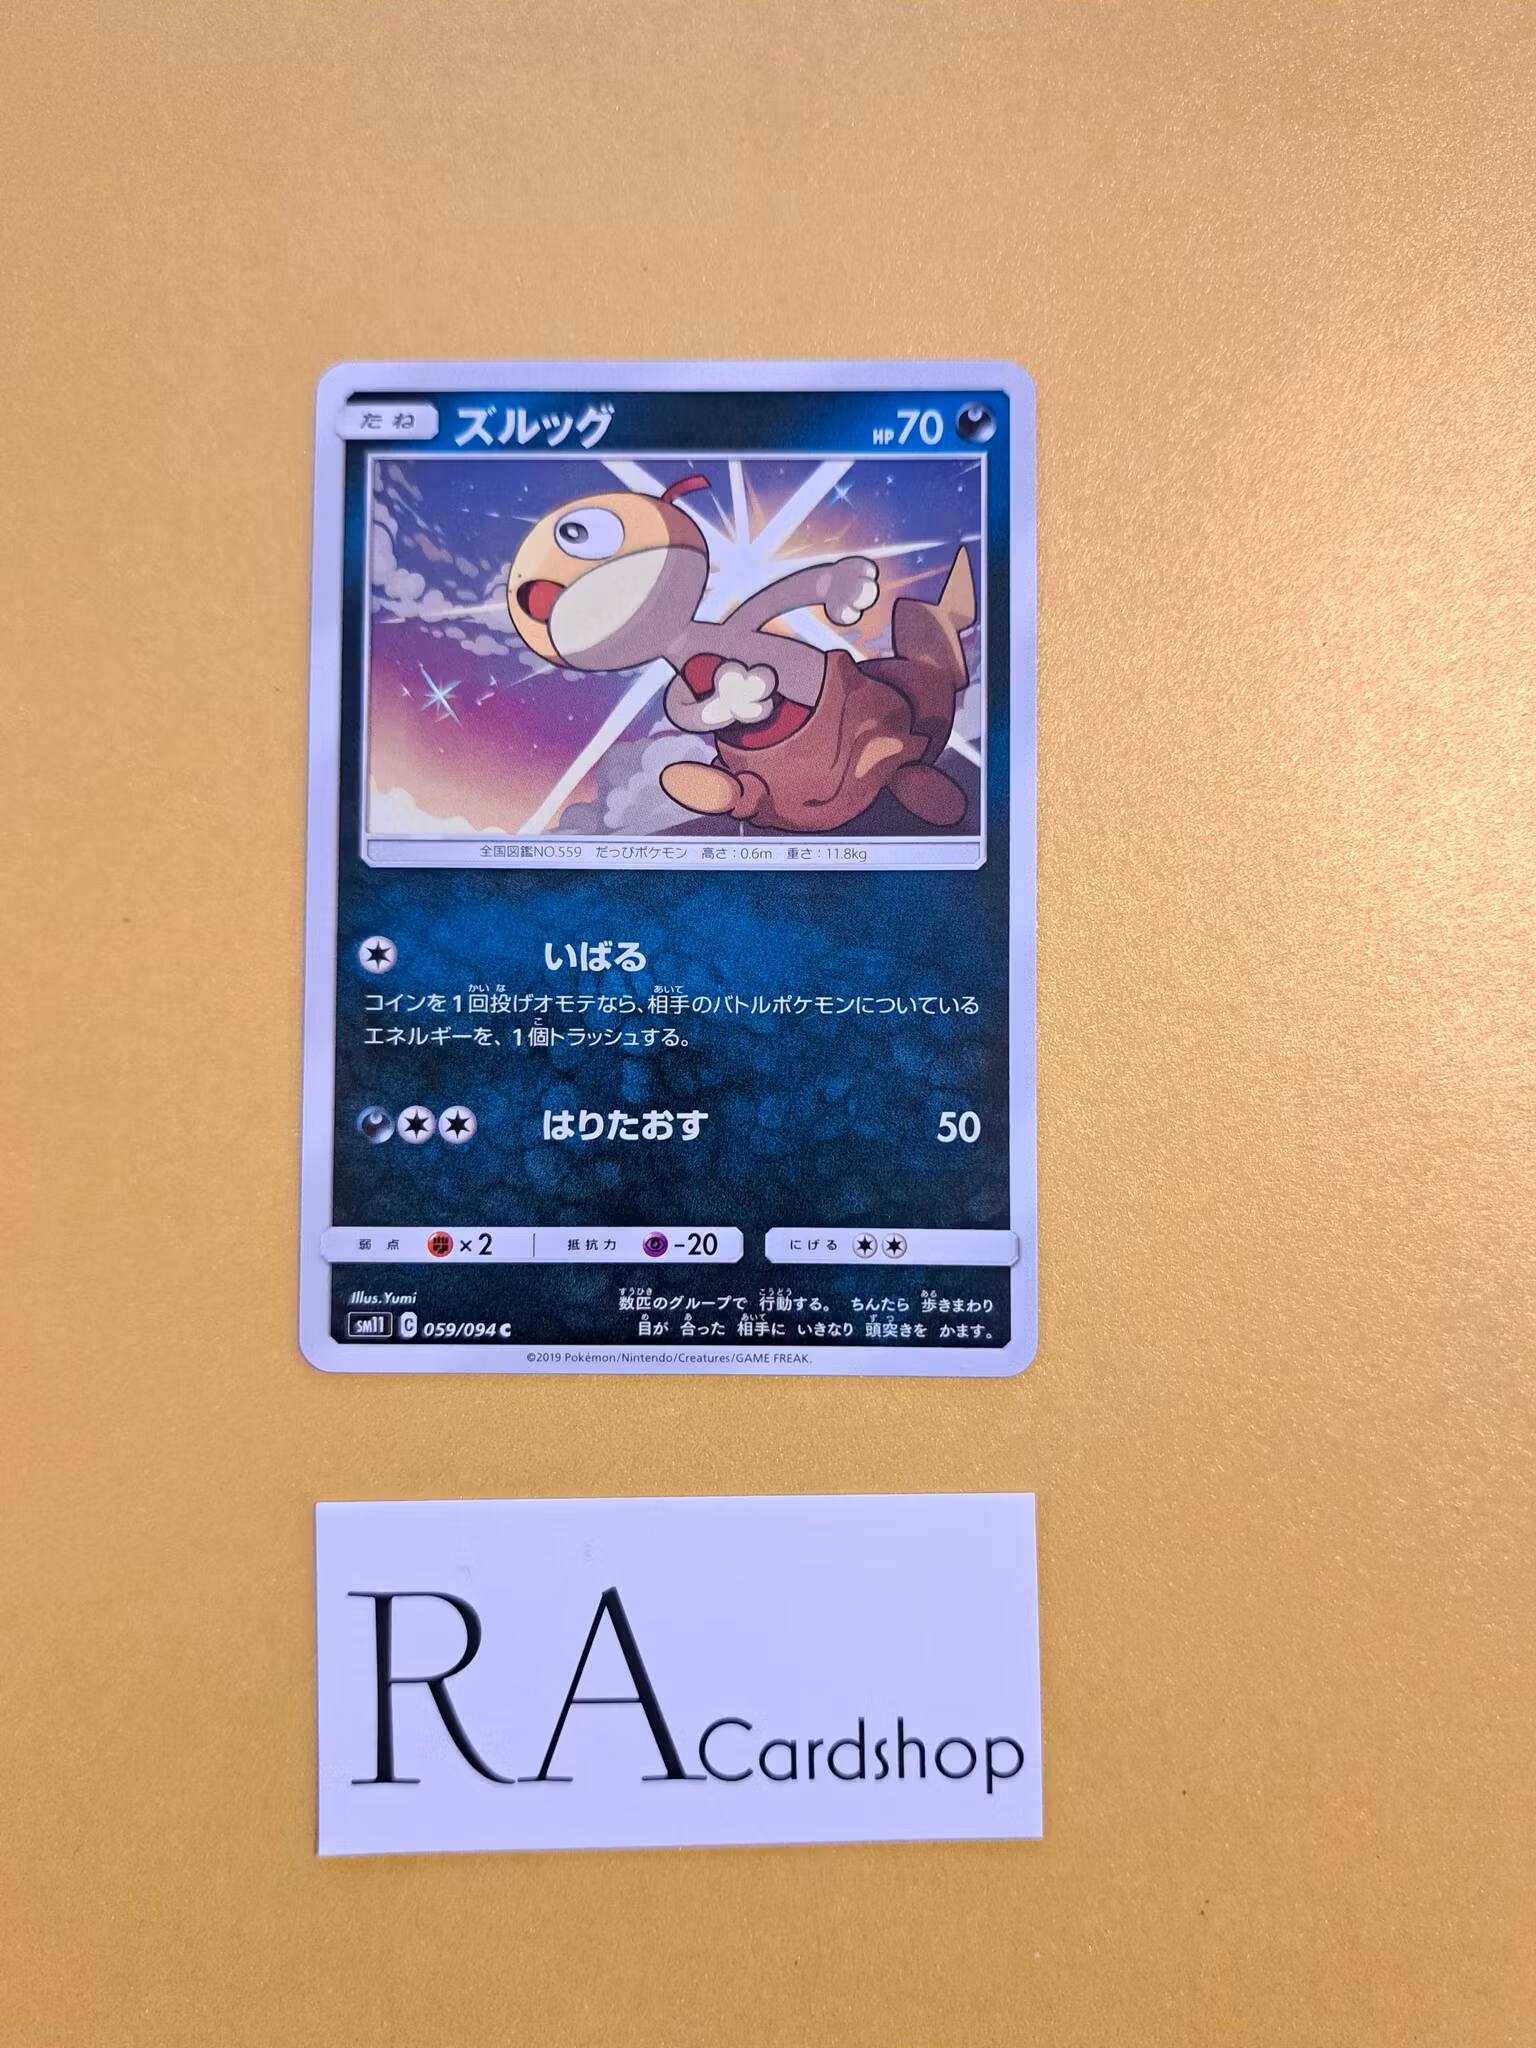 たね ズルッグ HP70
全国図鑑NO.559 だっぴポケモン 高さ：0.6m 重さ：11.8kg
いばる
コインを1回投げオモテなら、相手のバトルポケモンについている
エネルギーを、1個トラッシュする。
はりたおす 50
弱点 ×2 抵抗力 -20 にげる
Illus.Yumi
SM11 C 059/094 C
数匹のグループで 行動する。 ちんたら 歩きまわり
目が 合った 相手に いきなり 頭突きを かます。
©2019 Pokémon/Nintendo/Creatures/GAME FREAK.
RA Cardshop